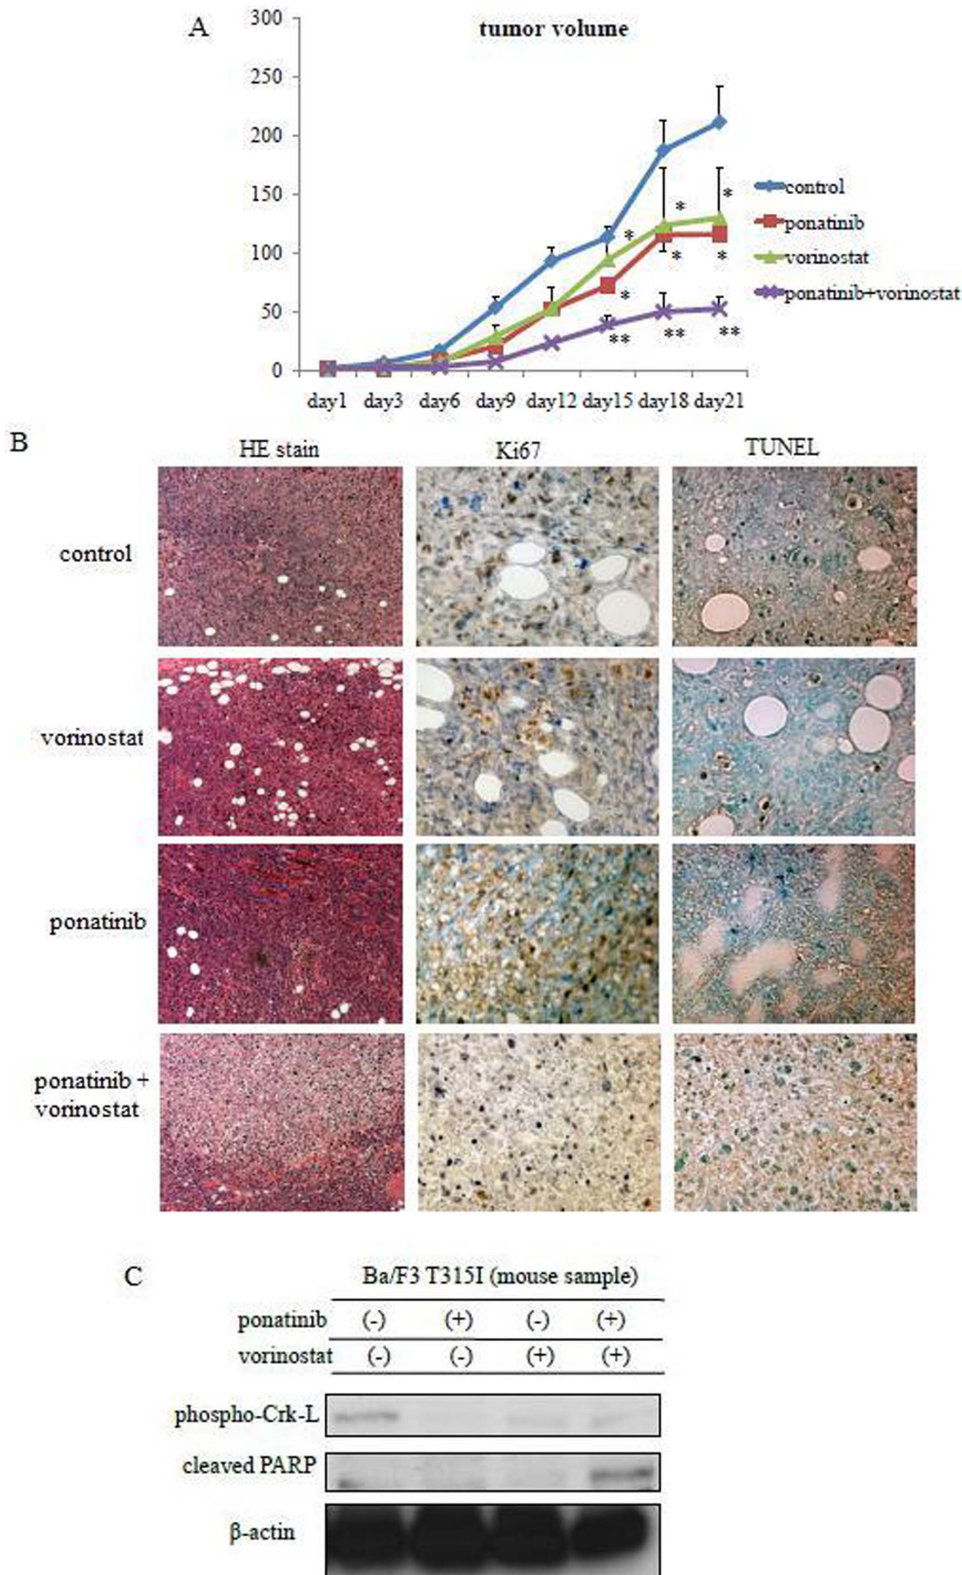 A
tumor volume
300
250
200
150
100
50
0
* * *
* * *
** ** **
day1 day3 day6 day9 day12 day15 day18 day21
control
ponatinib
vorinostat
ponatinib+vorinostat
B
HE stain Ki67 TUNEL
control
vorinostat
ponatinib
ponatinib +
vorinostat
C
Ba/F3 T315I (mouse sample)
ponatinib (-) (+) (-) (+)
vorinostat (-) (-) (+) (+)
phospho-Crk-L
cleaved PARP
β-actin